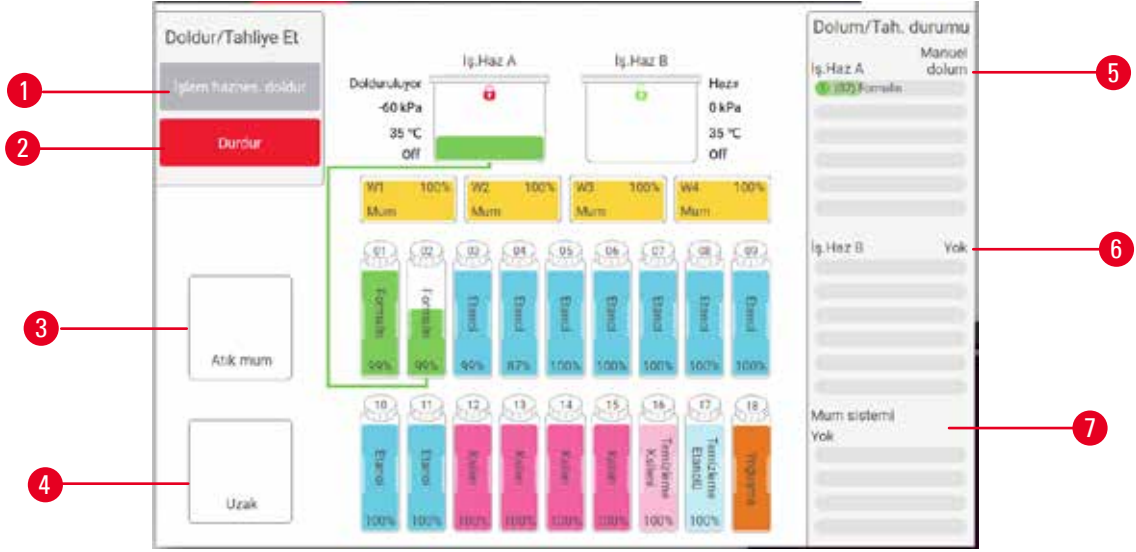 Doldur/Tahliye Et
İşlem haznes. doldur
Durdur
1
2
3
4
Atık mum
Uzak
İş.Haz A
Dolduruluyor
-60 kPa
35 °C
Off
İş.Haz B
Hazır
0 kPa
35 °C
Off
W1 100%
Mum
W2 100%
Mum
W3 100%
Mum
W4 100%
Mum
01 02 03 04 05 06 07 08 09
Formalin Formalin Etanol Etanol Etanol Etanol Etanol Etanol Etanol
99% 99% 99% 87% 100% 100% 100% 100% 100%
10 11 12 13 14 15 16 17 18
Etanol Etanol Ksilen Ksilen Ksilen Ksilen Temizleme Ksileni Temizleme Etanolü
100% 100% 100% 100% 100% 100% 100% 100%
Dolum/Tah. durumu
Manuel
İş.Haz A dolum
(02) Formalin
İş.Haz B Yok
Mum sistemi
Yok
5
6
7